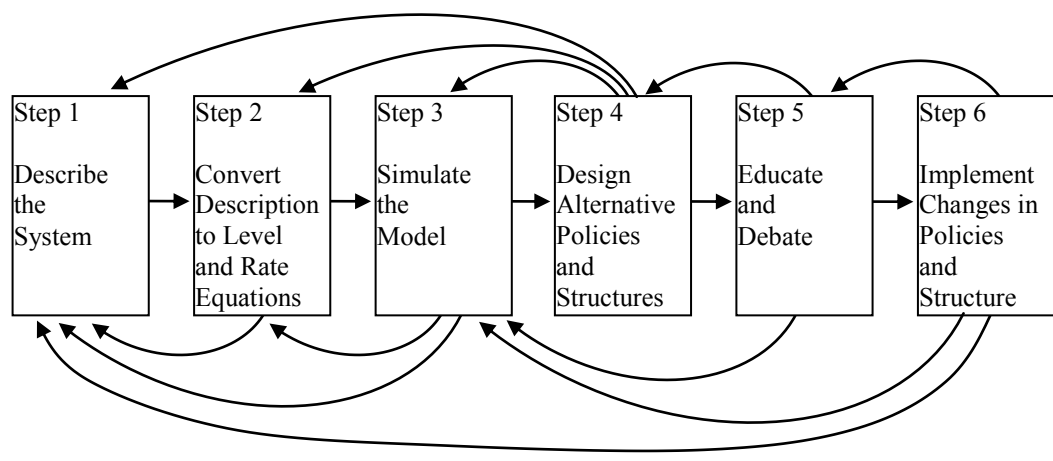 Step 1
Describe
the
System
Step 2
Convert
Description
to Level
and Rate
Equations
Step 3
Simulate
the
Model
Step 4
Design
Alternative
Policies
and
Structures
Step 5
Educate
and
Debate
Step 6
Implement
Changes in
Policies
and
Structure